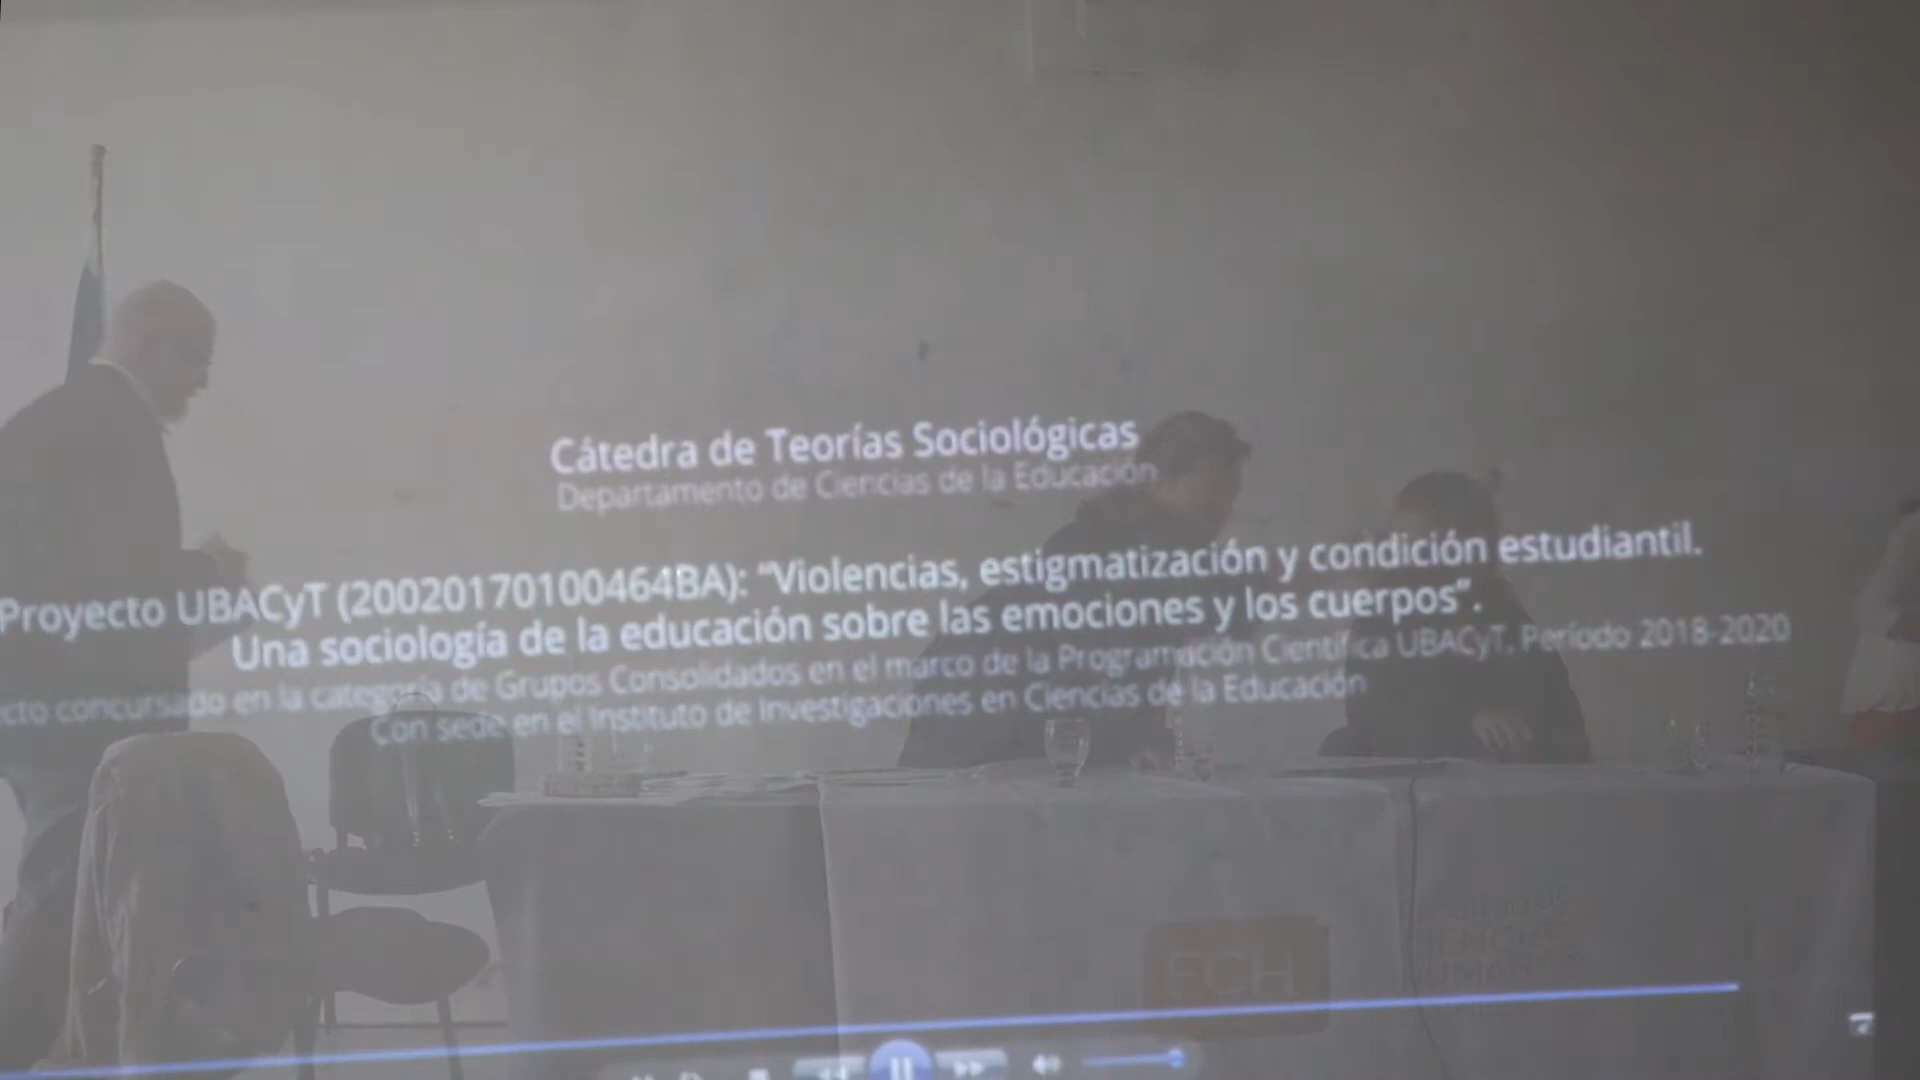 Cátedra de Teorías Sociológicas
Departamento de Ciencias de la Educación
Proyecto UBACyT (20020170100464BA): “Violencias, estigmatización y condición estudiantil.
Una sociología de la educación sobre las emociones y los cuerpos”.
cto concursado en la categoría de Grupos Consolidados en el marco de la Programación Científica UBACyT, Período 2018-2020
Con sede en el Instituto de Investigaciones en Ciencias de la Educación
FCH